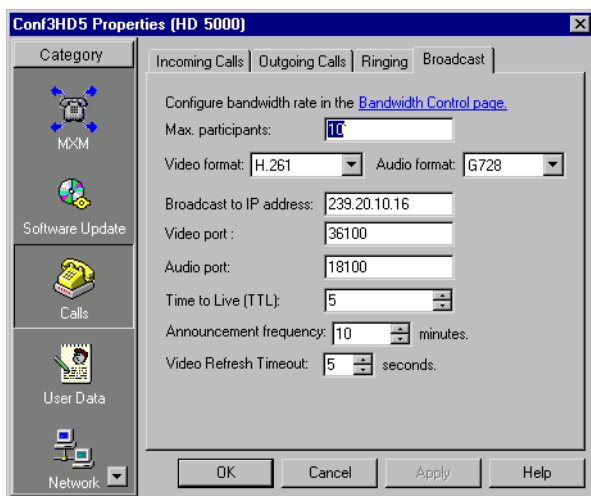 Conf3HD5 Properties (HD 5000)
Category
MXM
Software Update
Calls
User Data
Network
Incoming Calls
Outgoing Calls
Ringing
Broadcast
Configure bandwidth rate in the Bandwidth Control page.
Max. participants: 10
Video format: H.261 Audio format: G728
Broadcast to IP address: 239.20.10.16
Video port : 36100
Audio port: 18100
Time to Live (TTL): 5
Announcement frequency: 10 minutes.
Video Refresh Timeout: 5 seconds.
OK Cancel Apply Help